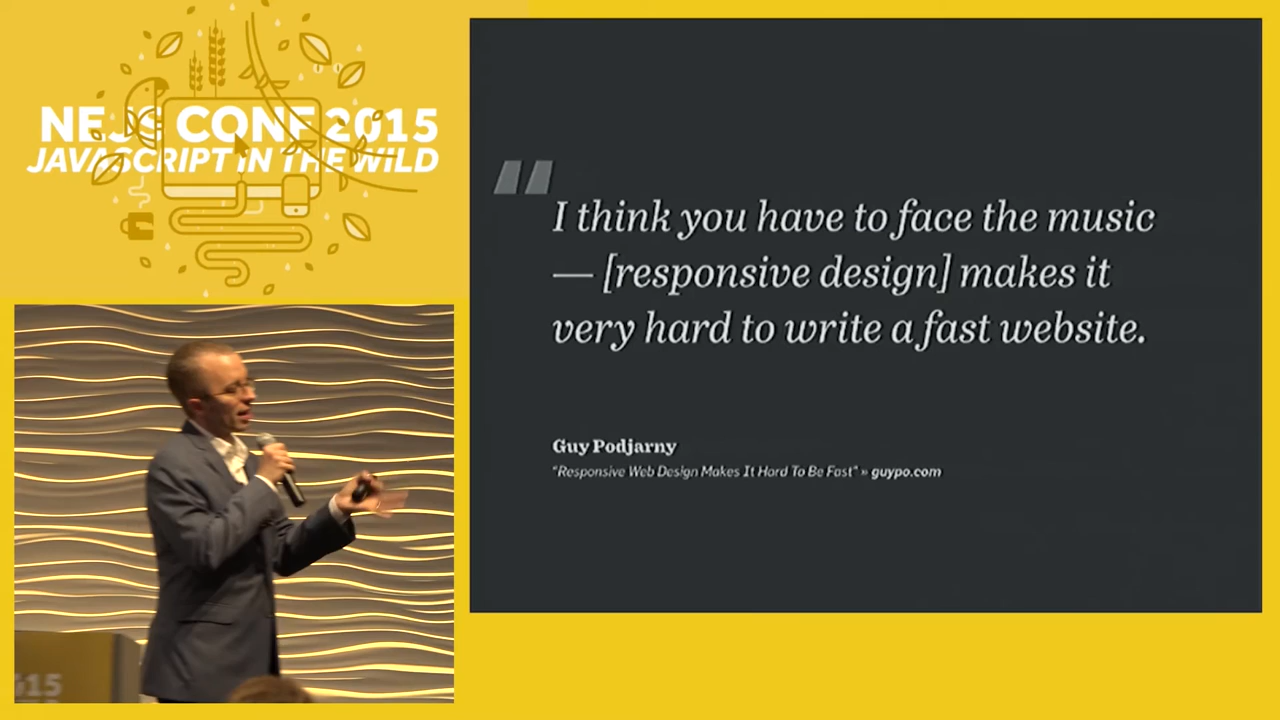 NEJS CONF 2015
JAVASCRIPT IN THE WILD
“
I think you have to face the music
— [responsive design] makes it
very hard to write a fast website.
Guy Podjarny
“Responsive Web Design Makes It Hard To Be Fast” » guypo.com
015